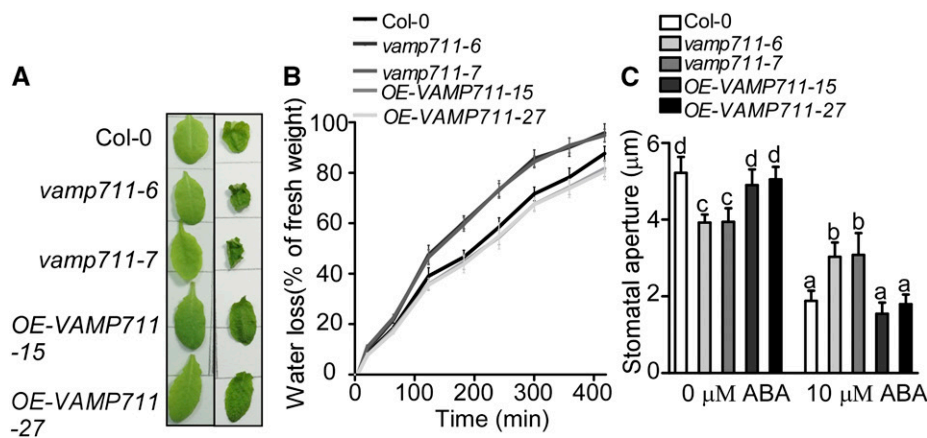 A
Col-0
vamp711-6
vamp711-7
OE-VAMP711
-15
OE-VAMP711
-27
B
Col-0
vamp711-6
vamp711-7
OE-VAMP711-15
OE-VAMP711-27
Water loss(% of fresh weight)
100
80
60
40
20
0
0
100
200
300
400
Time (min)
C
Col-0
vamp711-6
vamp711-7
OE-VAMP711-15
OE-VAMP711-27
Stomatal aperture (μm)
6
4
2
0
d
c
c
d
d
a
b
b
a
a
0 μM ABA
10 μM ABA